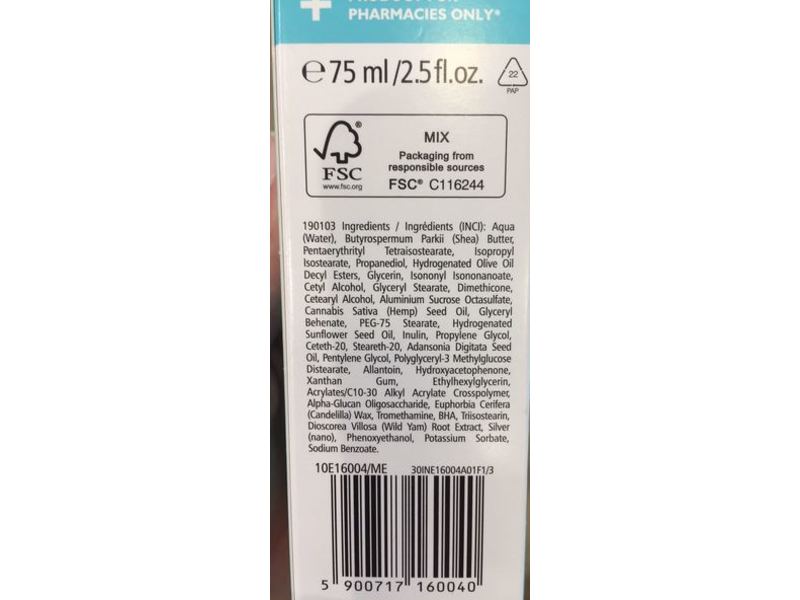 PHARMACIES ONLY*
℮ 75 ml/2.5fl.oz.
22
PAP
FSC®
www.fsc.org
MIX
Packaging from
responsible sources
FSC® C116244
190103 Ingredients / Ingrédients (INCI): Aqua
(Water), Butyrospermum Parkii (Shea) Butter,
Pentaerythrityl Tetraisostearate, Isopropyl
Isostearate, Propanediol, Hydrogenated Olive Oil
Decyl Esters, Glycerin, Isononyl Isononanoate,
Cetyl Alcohol, Glyceryl Stearate, Dimethicone,
Cetearyl Alcohol, Aluminium Sucrose Octasulfate,
Cannabis Sativa (Hemp) Seed Oil, Glyceryl
Behenate, PEG-75 Stearate, Hydrogenated
Sunflower Seed Oil, Inulin, Propylene Glycol,
Ceteth-20, Steareth-20, Adansonia Digitata Seed
Oil, Pentylene Glycol, Polyglyceryl-3 Methylglucose
Distearate, Allantoin, Hydroxyacetophenone,
Xanthan Gum, Ethylhexylglycerin,
Acrylates/C10-30 Alkyl Acrylate Crosspolymer,
Alpha-Glucan Oligosaccharide, Euphorbia Cerifera
(Candelilla) Wax, Tromethamine, BHA, Triisostearin,
Dioscorea Villosa (Wild Yam) Root Extract, Silver
(nano), Phenoxyethanol, Potassium Sorbate,
Sodium Benzoate.
10E16004/ME 30INE16004A01F1/3
5 900717 160040